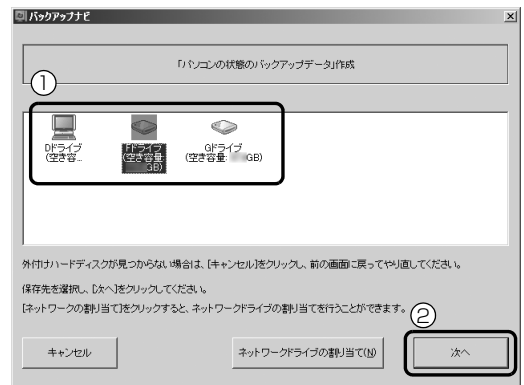 バックアップナビ
「パソコンの状態のバックアップデータ」作成
①
Dドライブ
(空き容...
Fドライブ
(空き容量:
GB)
Gドライブ
(空き容量: GB)
外付けハードディスクが見つからない場合は、[キャンセル]をクリックし、前の画面に戻ってやり直してください。
保存先を選択し、[次へ]をクリックしてください。
[ネットワークの割り当て]をクリックすると、ネットワークドライブの割り当てを行うことができます。
②
キャンセル
ネットワークドライブの割り当て(N)
次へ